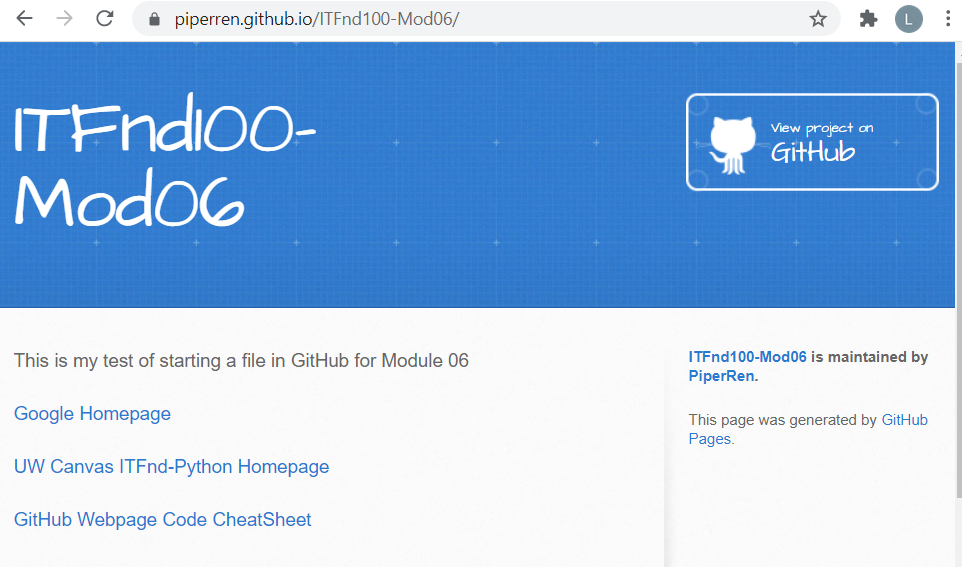 piperren.github.io/ITFnd100-Mod06/
L
ITFnd100-
Mod06
View project on
GitHub
This is my test of starting a file in GitHub for Module 06
Google Homepage
UW Canvas ITFnd-Python Homepage
GitHub Webpage Code CheatSheet
ITFnd100-Mod06 is maintained by
PiperRen.
This page was generated by GitHub
Pages.